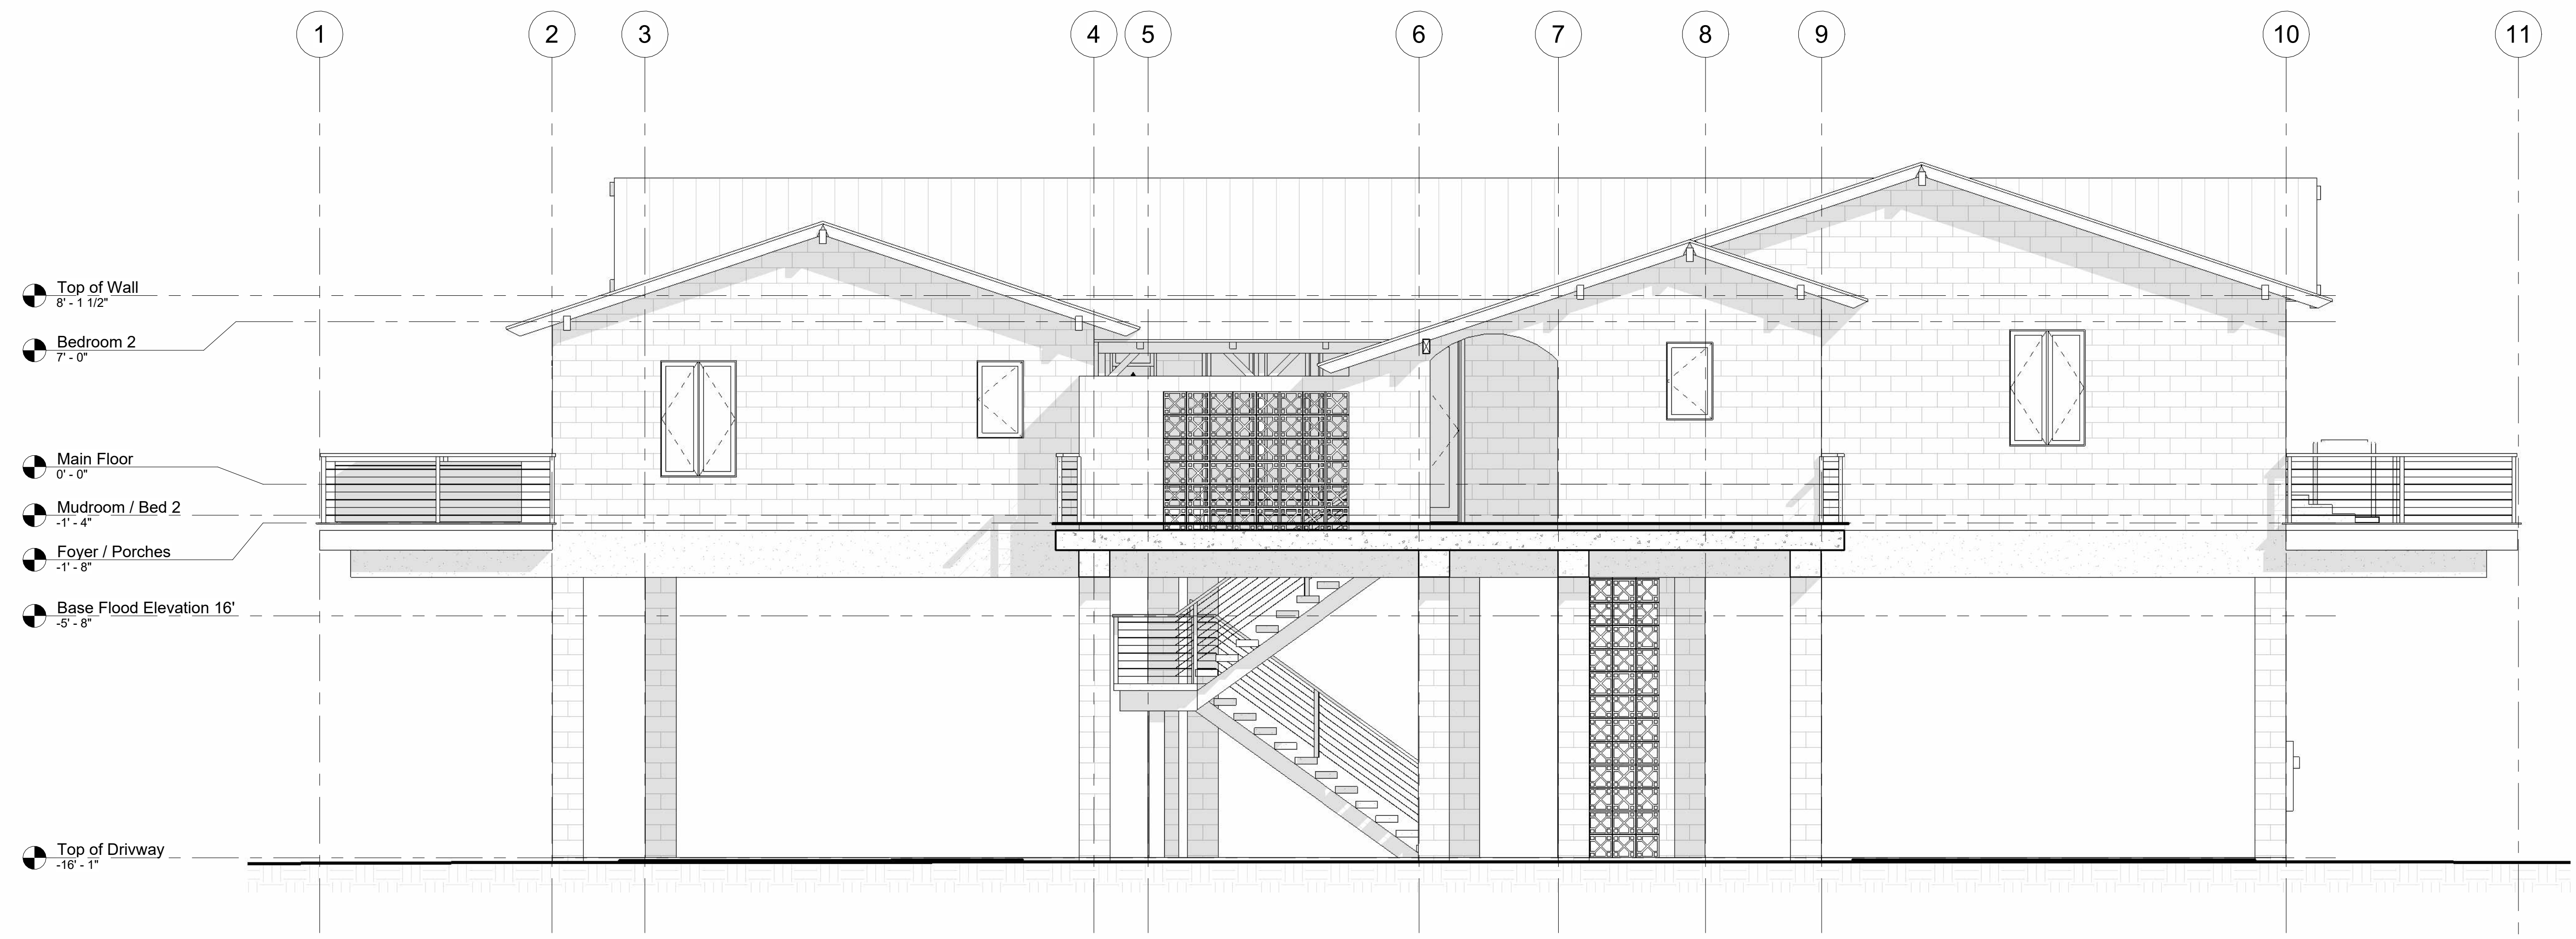 1 2 3 4 5 6 7 8 9 10 11
Top of Wall
8' - 1 1/2"
Bedroom 2
7' - 0"
Main Floor
0' - 0"
Mudroom / Bed 2
-1' - 4"
Foyer / Porches
-1' - 8"
Base Flood Elevation 16'
-5' - 8"
Top of Drivway
-16' - 1"